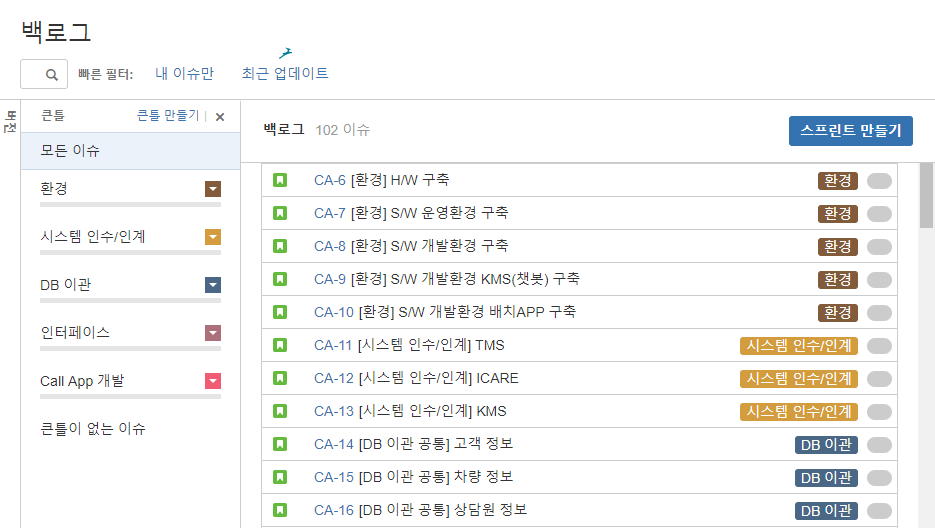 백로그
빠른 필터: 내 이슈만 최근 업데이트
버전
큰틀 큰틀 만들기
모든 이슈
환경
시스템 인수/인계
DB 이관
인터페이스
Call App 개발
큰틀이 없는 이슈
백로그 102 이슈 스프린트 만들기
CA-6 [환경] H/W 구축 환경
CA-7 [환경] S/W 운영환경 구축 환경
CA-8 [환경] S/W 개발환경 구축 환경
CA-9 [환경] S/W 개발환경 KMS(챗봇) 구축 환경
CA-10 [환경] S/W 개발환경 배치APP 구축 환경
CA-11 [시스템 인수/인계] TMS 시스템 인수/인계
CA-12 [시스템 인수/인계] ICARE 시스템 인수/인계
CA-13 [시스템 인수/인계] KMS 시스템 인수/인계
CA-14 [DB 이관 공통] 고객 정보 DB 이관
CA-15 [DB 이관 공통] 차량 정보 DB 이관
CA-16 [DB 이관 공통] 상담원 정보 DB 이관